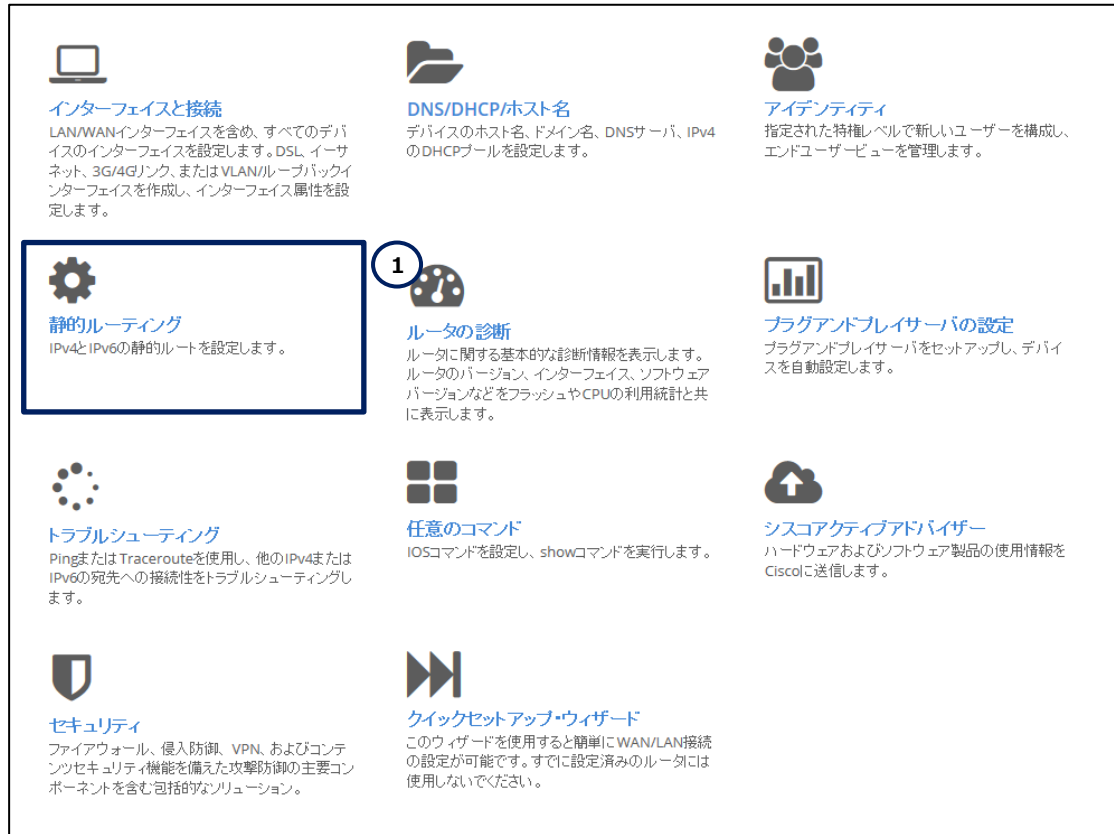 インターフェイスと接続
LAN/WANインターフェイスを含め、すべてのデバ
イスのインターフェイスを設定します。DSL、イーサ
ネット、3G/4Gリンク、またはVLAN/ループバックイ
ンターフェイスを作成し、インターフェイス属性を設
定します。
DNS/DHCP/ホスト名
デバイスのホスト名、ドメイン名、DNSサーバ、IPv4
のDHCPプールを設定します。
アイデンティティ
指定された特権レベルで新しいユーザーを構成し、
エンドユーザービューを管理します。
静的ルーティング
IPv4とIPv6の静的ルートを設定します。
1
ルータの診断
ルータに関する基本的な診断情報を表示します。
ルータのバージョン、インターフェイス、ソフトウェア
バージョンなどをフラッシュやCPUの利用統計と共
に表示します。
プラグアンドプレイサーバの設定
プラグアンドプレイサーバをセットアップし、デバイ
スを自動設定します。
トラブルシューティング
PingまたはTracerouteを使用し、他のIPv4または
IPv6の宛先への接続性をトラブルシューティングし
ます。
任意のコマンド
IOSコマンドを設定し、showコマンドを実行します。
シスコアクティブアドバイザー
ハードウェアおよびソフトウェア製品の使用情報を
Ciscoに送信します。
セキュリティ
ファイアウォール、侵入防御、VPN、およびコンテ
ンツセキュリティ機能を備えた攻撃防御の主要コン
ポーネントを含む包括的なソリューション。
クイックセットアップ・ウィザード
このウィザードを使用すると簡単にWAN/LAN接続
の設定が可能です。すでに設定済みのルータには
使用しないでください。